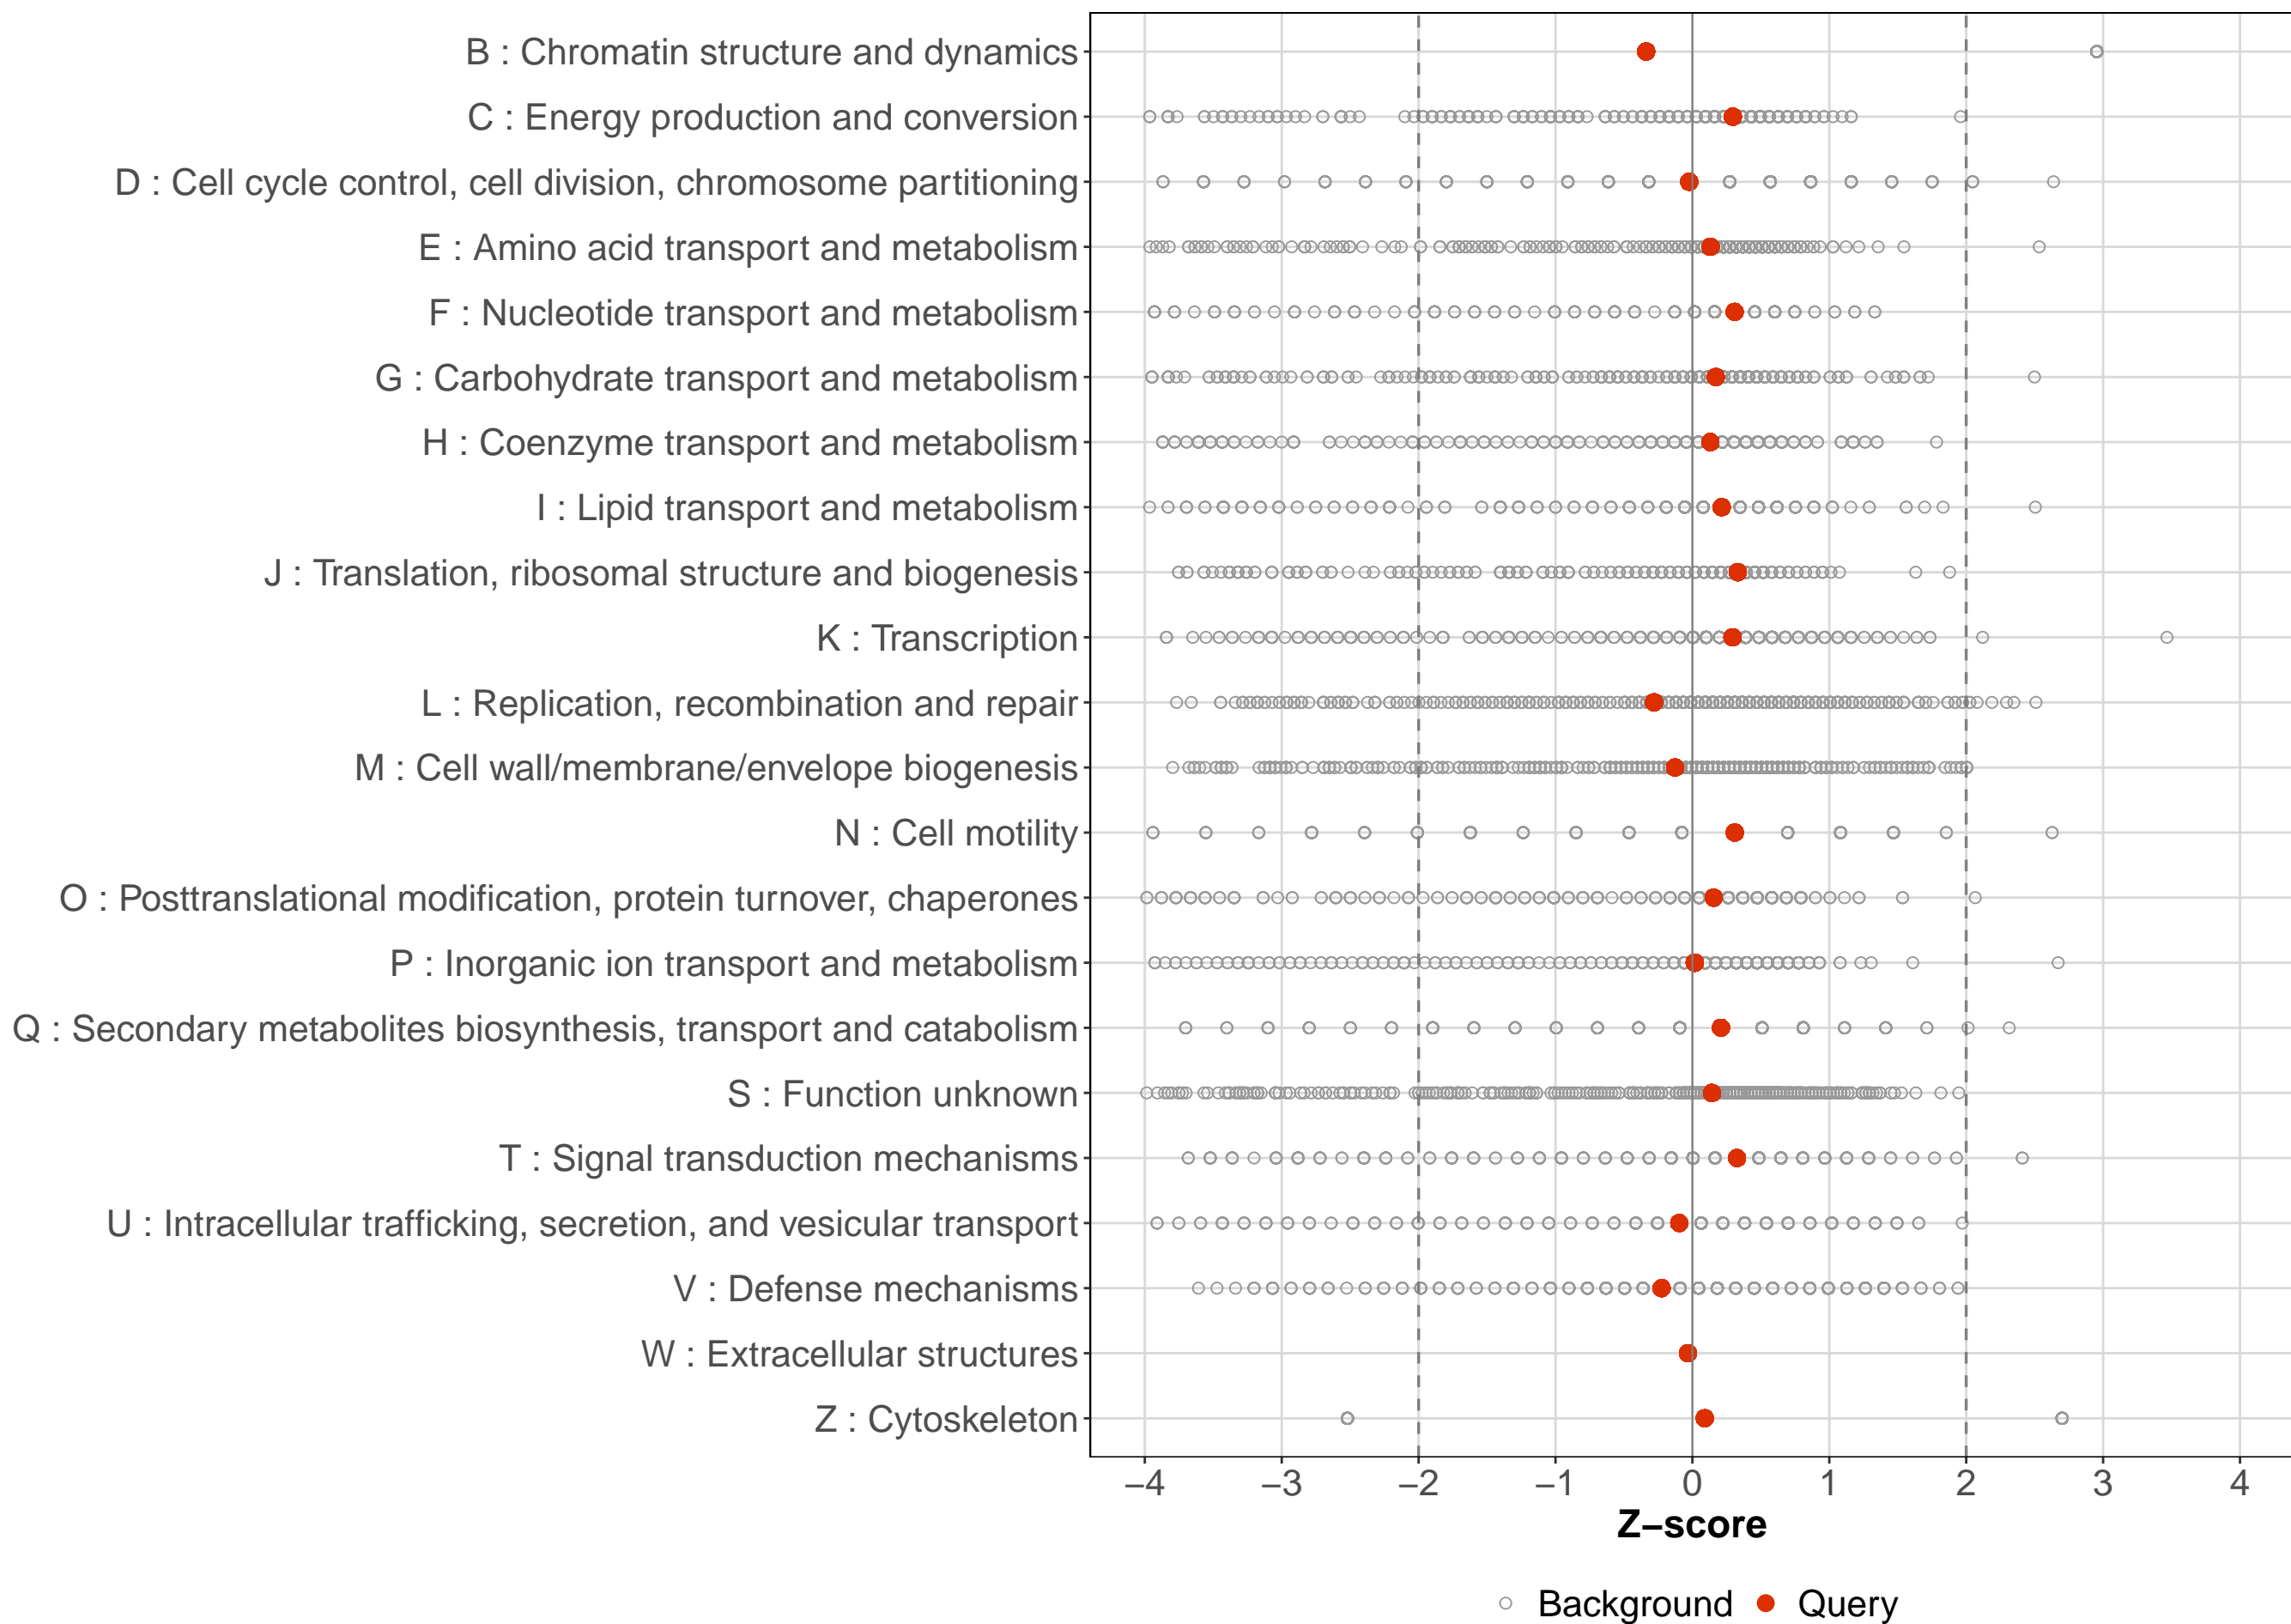 B : Chromatin structure and dynamics
C : Energy production and conversion
D : Cell cycle control, cell division, chromosome partitioning
E : Amino acid transport and metabolism
F : Nucleotide transport and metabolism
G : Carbohydrate transport and metabolism
H : Coenzyme transport and metabolism
I : Lipid transport and metabolism
J : Translation, ribosomal structure and biogenesis
K : Transcription
L : Replication, recombination and repair
M : Cell wall/membrane/envelope biogenesis
N : Cell motility
O : Posttranslational modification, protein turnover, chaperones
P : Inorganic ion transport and metabolism
Q : Secondary metabolites biosynthesis, transport and catabolism
S : Function unknown
T : Signal transduction mechanisms
U : Intracellular trafficking, secretion, and vesicular transport
V : Defense mechanisms
W : Extracellular structures
Z : Cytoskeleton
−4 −3 −2 −1 0 1 2 3 4
Z−score
Background Query